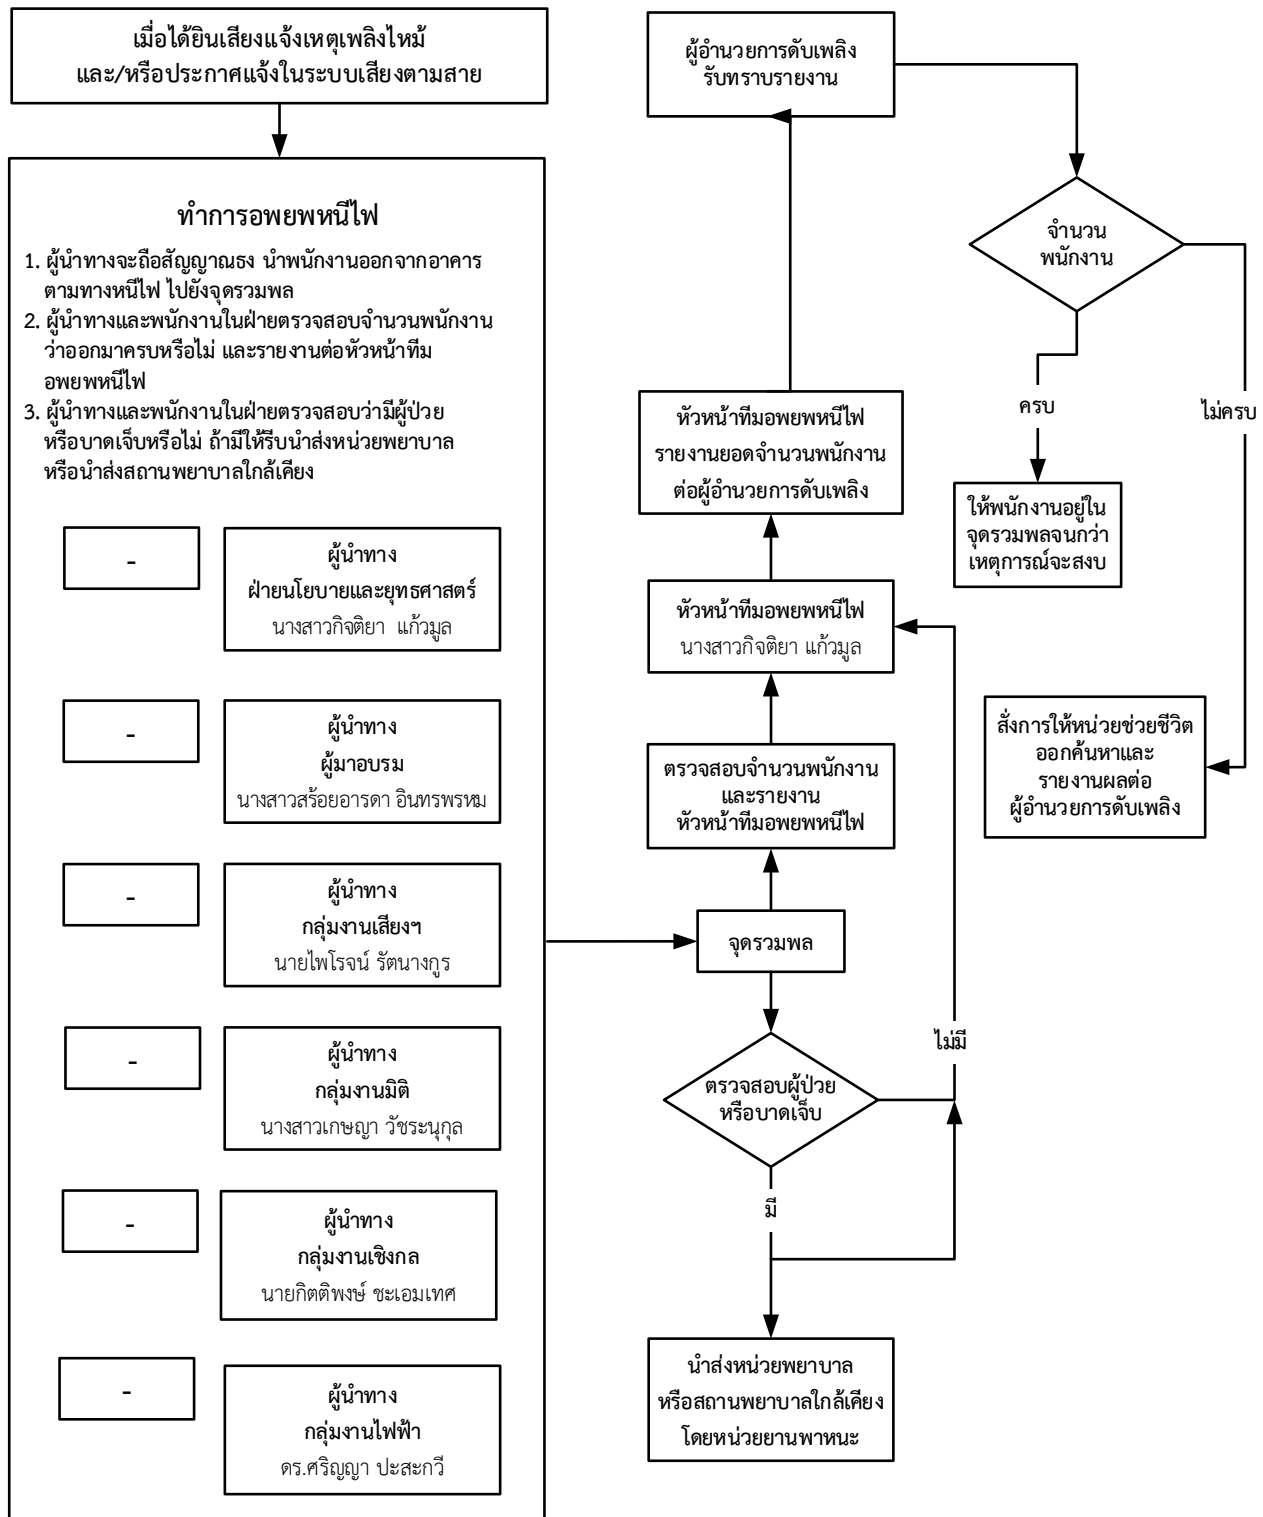 เมื่อได้ยินเสียงแจ้งเหตุเพลิงไหม้
และ/หรือประกาศแจ้งในระบบเสียงตามสาย
ทำการอพยพหนีไฟ
1. ผู้นำทางจะถือสัญญาณธง นำพนักงานออกจากอาคาร
ตามทางหนีไฟ ไปยังจุดรวมพล
2. ผู้นำทางและพนักงานในฝ่ายตรวจสอบจำนวนพนักงาน
ว่าออกมาครบหรือไม่ และรายงานต่อหัวหน้าทีม
อพยพหนีไฟ
3. ผู้นำทางและพนักงานในฝ่ายตรวจสอบว่ามีผู้ป่วย
หรือบาดเจ็บหรือไม่ ถ้ามีให้รีบนำส่งหน่วยพยาบาล
หรือนำส่งสถานพยาบาลใกล้เคียง
-
ผู้นำทาง
ฝ่ายนโยบายและยุทธศาสตร์
นางสาวกิจติยา แก้วมูล
-
ผู้นำทาง
ผู้มาอบรม
นางสาวสร้อยอารดา อินทรพรหม
-
ผู้นำทาง
กลุ่มงานเสียงฯ
นายไพโรจน์ รัตนางกูร
-
ผู้นำทาง
กลุ่มงานมิติ
นางสาวเกษญา วัชระนุกุล
-
ผู้นำทาง
กลุ่มงานเชิงกล
นายกิตติพงษ์ ชะเอมเทศ
-
ผู้นำทาง
กลุ่มงานไฟฟ้า
ดร.ศริญญา ปะสะกวี
จุดรวมพล
ตรวจสอบจำนวนพนักงาน
และรายงาน
หัวหน้าทีมอพยพหนีไฟ
หัวหน้าทีมอพยพหนีไฟ
นางสาวกิจติยา แก้วมูล
หัวหน้าทีมอพยพหนีไฟ
รายงานยอดจำนวนพนักงาน
ต่อผู้อำนวยการดับเพลิง
ผู้อำนวยการดับเพลิง
รับทราบรายงาน
จำนวน
พนักงาน
ครบ
ไม่ครบ
ให้พนักงานอยู่ใน
จุดรวมพลจนกว่า
เหตุการณ์จะสงบ
สั่งการให้หน่วยช่วยชีวิต
ออกค้นหาและ
รายงานผลต่อ
ผู้อำนวยการดับเพลิง
ตรวจสอบผู้ป่วย
หรือบาดเจ็บ
ไม่มี
มี
นำส่งหน่วยพยาบาล
หรือสถานพยาบาลใกล้เคียง
โดยหน่วยยานพาหนะ